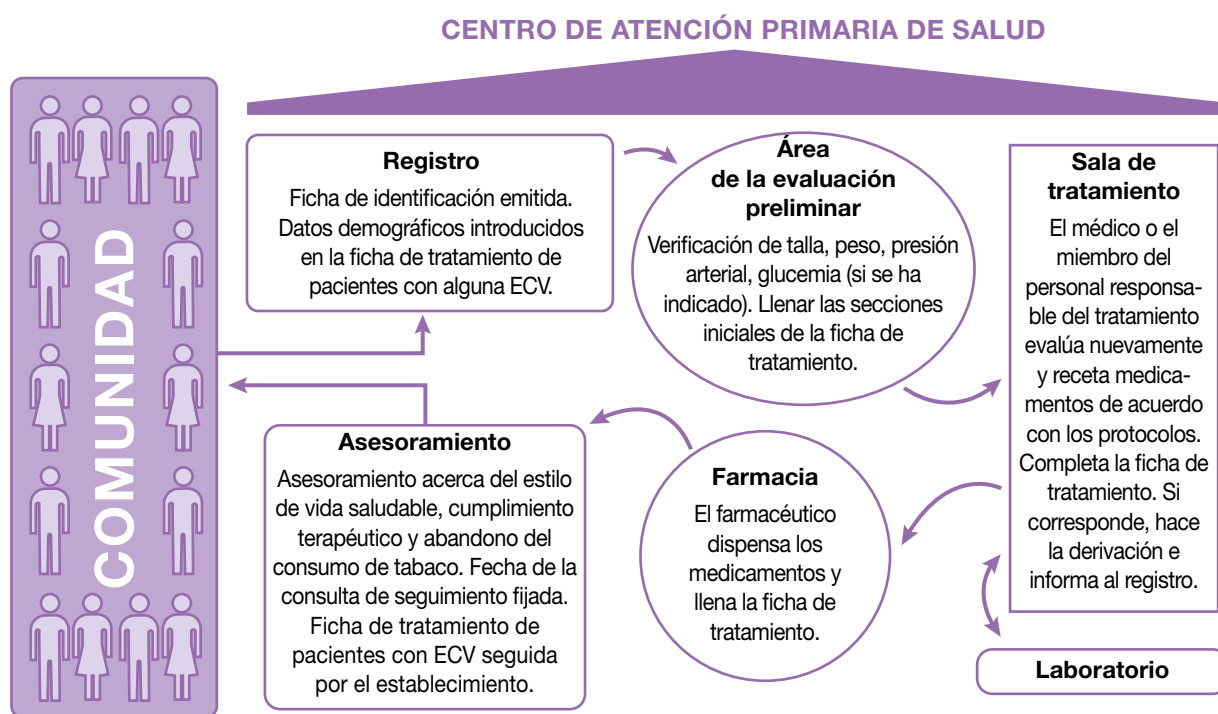 CENTRO DE ATENCIÓN PRIMARIA DE SALUD
COMUNIDAD
Registro
Ficha de identificación emitida.
Datos demográficos introducidos
en la ficha de tratamiento de
pacientes con alguna ECV.
Área
de la evaluación
preliminar
Verificación de talla, peso, presión
arterial, glucemia (si se ha
indicado). Llenar las secciones
iniciales de la ficha de
tratamiento.
Sala de
tratamiento
El médico o el
miembro del
personal responsa-
ble del tratamiento
evalúa nuevamente
y receta medica-
mentos de acuerdo
con los protocolos.
Completa la ficha de
tratamiento. Si
corresponde, hace
la derivación e
informa al registro.
Laboratorio
Farmacia
El farmacéutico
dispensa los
medicamentos y
llena la ficha de
tratamiento.
Asesoramiento
Asesoramiento acerca del estilo
de vida saludable, cumplimiento
terapéutico y abandono del
consumo de tabaco. Fecha de la
consulta de seguimiento fijada.
Ficha de tratamiento de
pacientes con ECV seguida
por el establecimiento.